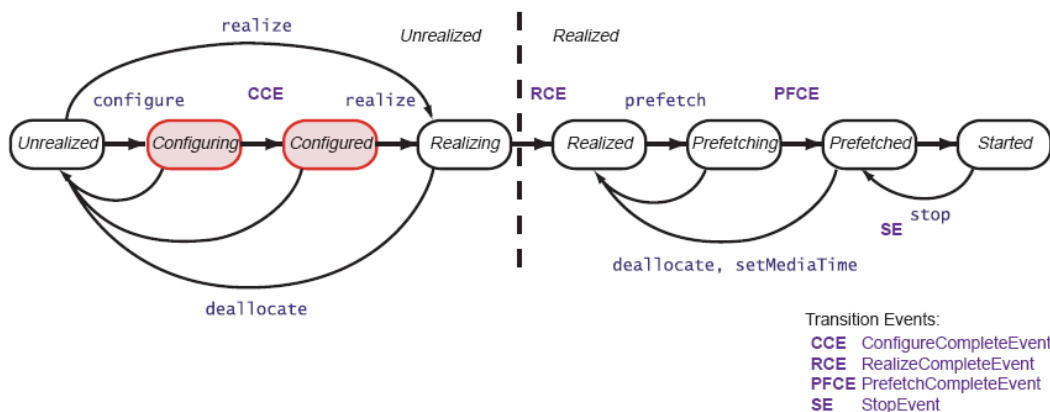 realize
Unrealized
Realized
configure
CCE
realize
RCE
prefetch
PFCE
Unrealized
Configuring
Configured
Realizing
Realized
Prefetching
Prefetched
Started
stop
SE
deallocate, setMediaTime
deallocate
Transition Events:
CCE ConfigureCompleteEvent
RCE RealizeCompleteEvent
PFCE PrefetchCompleteEvent
SE StopEvent